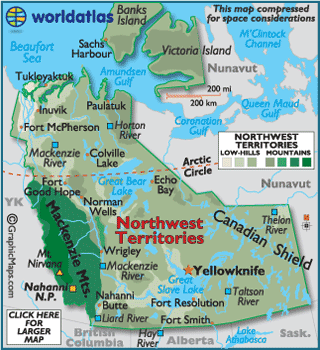 worldatlas
Banks
Islands
This map compressed
for space considerations
Beaufort
Sea
Sachs
Harbour
Victoria Island
M'Clintock
Channel
Amundsen
Gulf
Nunavut
Tukloyaktuk
200 mi
200 km
Queen Maud
Gulf
Inuvik
Paulatuk
Coronation
Gulf
Fort McPherson
Horton
River
NORTHWEST
TERRITORIES
LOW-HILLS MOUNTAINS
Mackenzie
River
Colville
Lake
Arctic
Circle
Fort
Good Hope
Great Bear
Lake
Echo
Bay
Nunavut
YK
Norman
Wells
Mackenzie Mts.
Northwest
Territories
Canadian Shield
Thelon
River
©GraphicMaps.com
Mt.
Nirvana
Wrigley
Mackenzie
River
Yellowknife
Nahanni
N.P.
Great
Slave Lake
Taltson
River
Nahanni
Butte
Fort Resolution
CLICK HERE
FOR
LARGER
MAP
Liard River
Fort Smith
British
Columbia
Hay
River
Alberta
Lake
Athabasca
Sask.